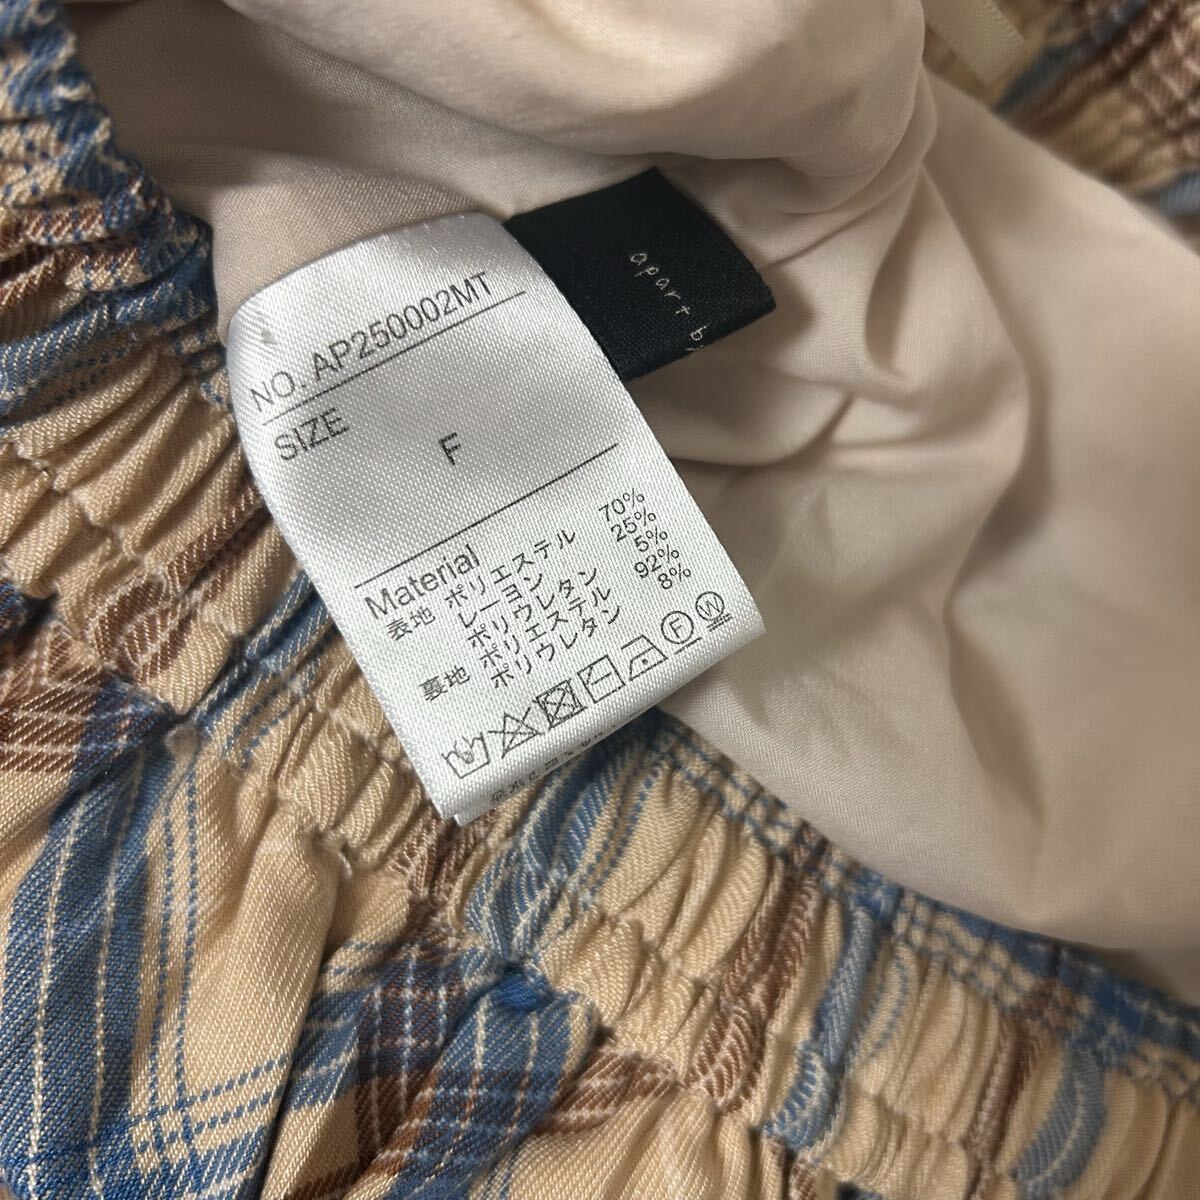 apart b
NO. AP250002MT
SIZE
F
Material
表地 ポリエステル 70%
レーヨン 25%
ポリウレタン 5%
裏地 ポリエステル 92%
ポリウレタン 8%
F W